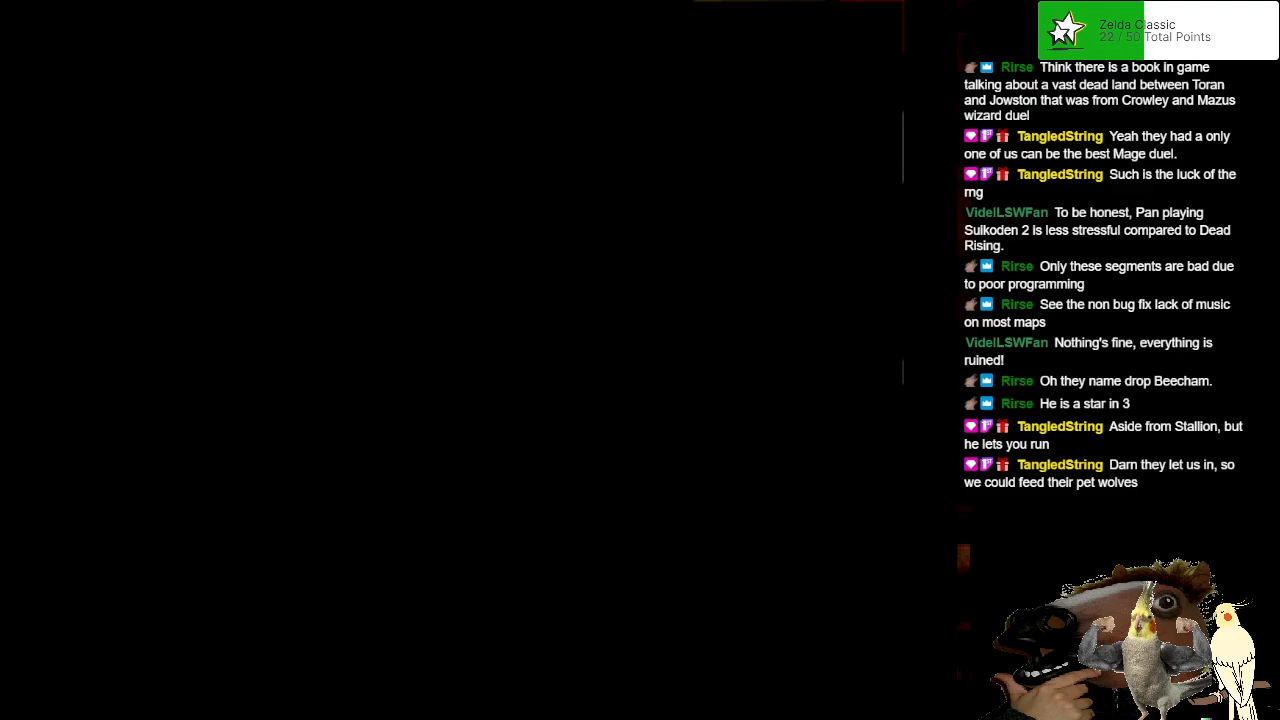 Zelda Classic
22 / 50 Total Points
Rirse Think there is a book in game
talking about a vast dead land between Toran
and Jowston that was from Crowley and Mazus
wizard duel
TangledString Yeah they had a only
one of us can be the best Mage duel.
TangledString Such is the luck of the
rng
VidelLSWFan To be honest, Pan playing
Suikoden 2 is less stressful compared to Dead
Rising.
Rirse Only these segments are bad due
to poor programming
Rirse See the non bug fix lack of music
on most maps
VidelLSWFan Nothing's fine, everything is
ruined!
Rirse Oh they name drop Beecham.
Rirse He is a star in 3
TangledString Aside from Stallion, but
he lets you run
TangledString Darn they let us in, so
we could feed their pet wolves